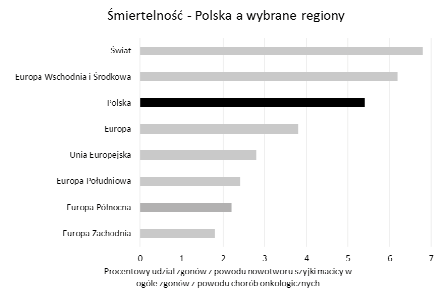 Śmiertelność - Polska a wybrane regiony
Świat
Europa Wschodnia i Środkowa
Polska
Europa
Unia Europejska
Europa Południowa
Europa Północna
Europa Zachodnia
0 1 2 3 4 5 6 7
Procentowy udział zgonów z powodu nowotworu szyjki macicy w
ogóle zgonów z powodu chorób onkologicznych